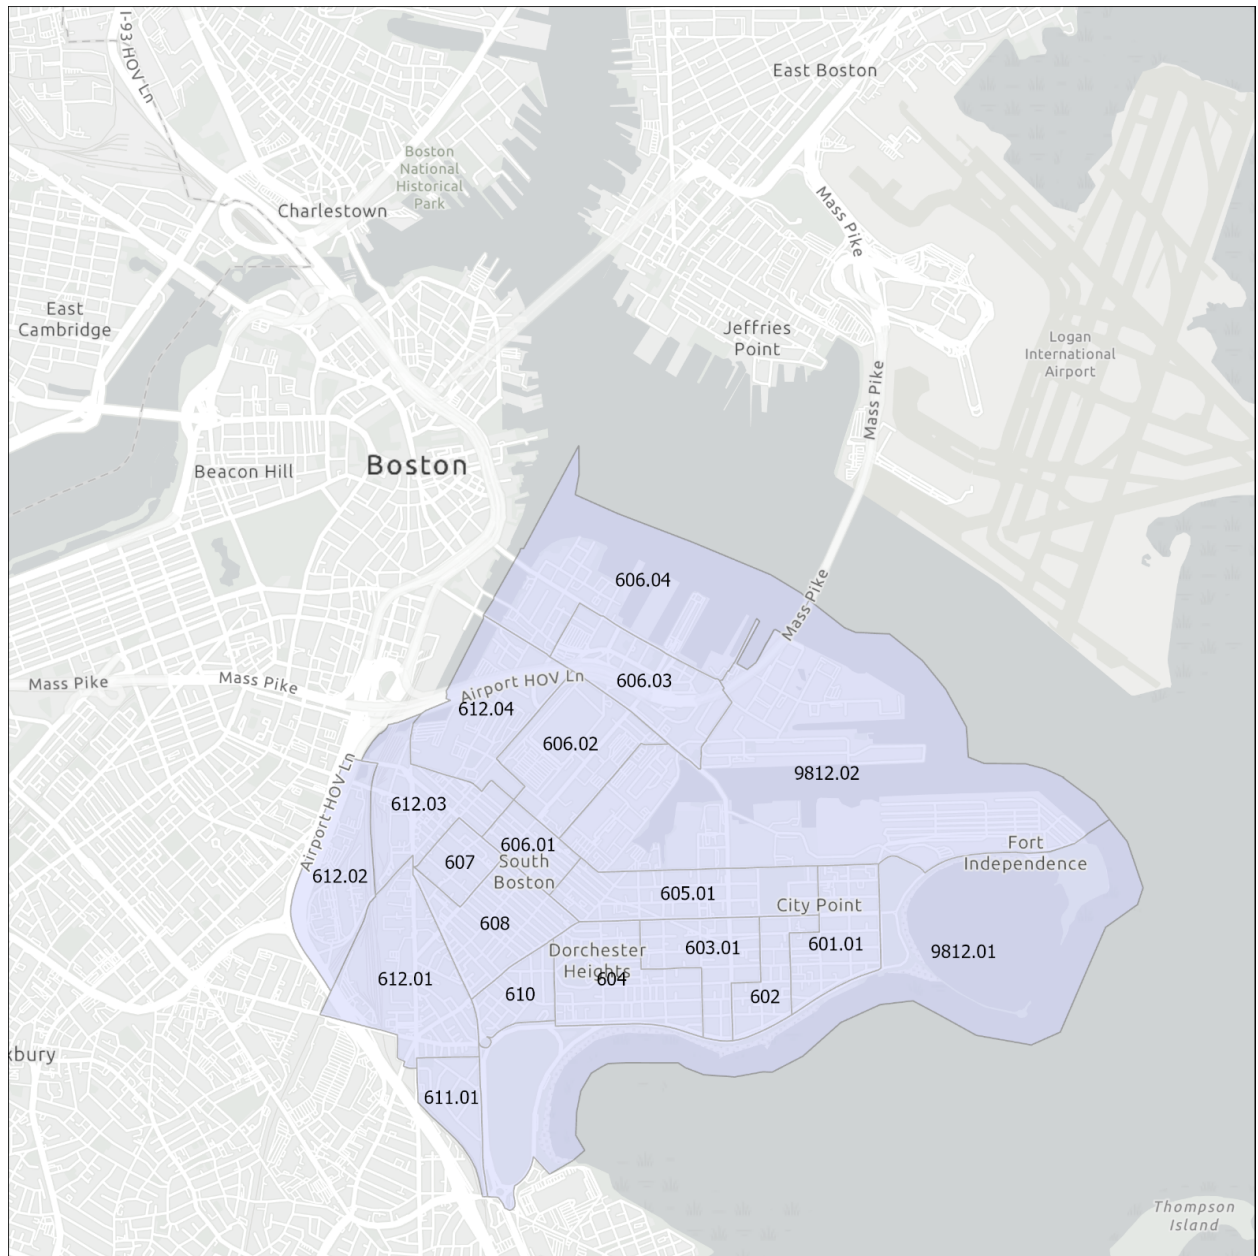 I-93 HOV Ln
East Boston
Boston
National
Historical
Park
Charlestown
Mass Pike
East
Cambridge
Jeffries
Point
Logan
International
Airport
Mass Pike
Beacon Hill
Boston
606.04
Mass Pike
Mass Pike
Mass Pike
Airport HOV Ln
606.03
612.04
606.02
9812.02
Airport HOV Ln
612.03
606.01
607
South
Boston
Fort
Independence
612.02
605.01
City Point
608
Dorchester
Heights
603.01
601.01
9812.01
612.01
604
610
602
xbury
611.01
Thompson
Island